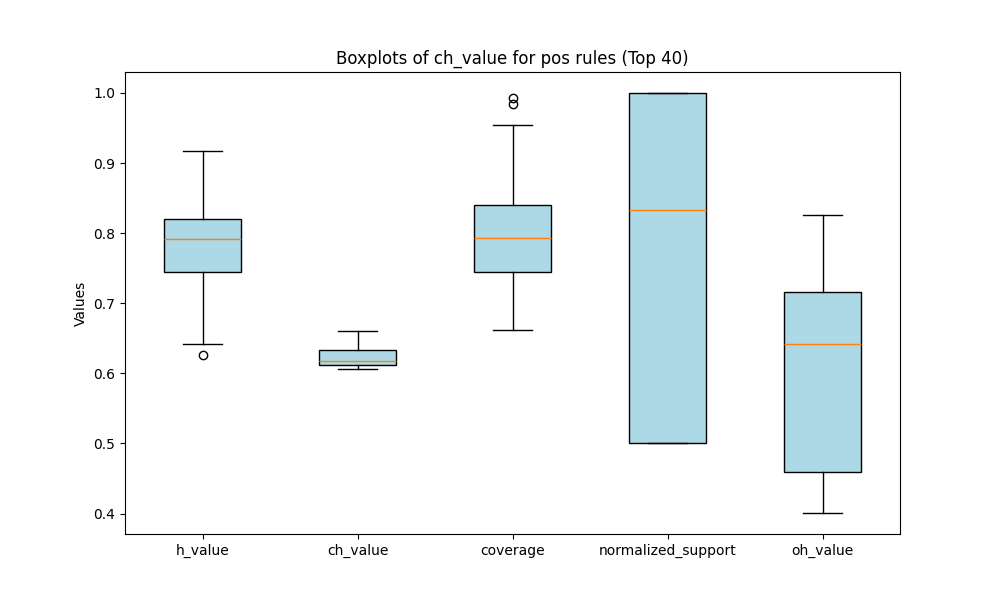 Boxplots of ch_value for pos rules (Top 40)
Values
1.0
0.9
0.8
0.7
0.6
0.5
0.4
h_value
ch_value
coverage
normalized_support
oh_value